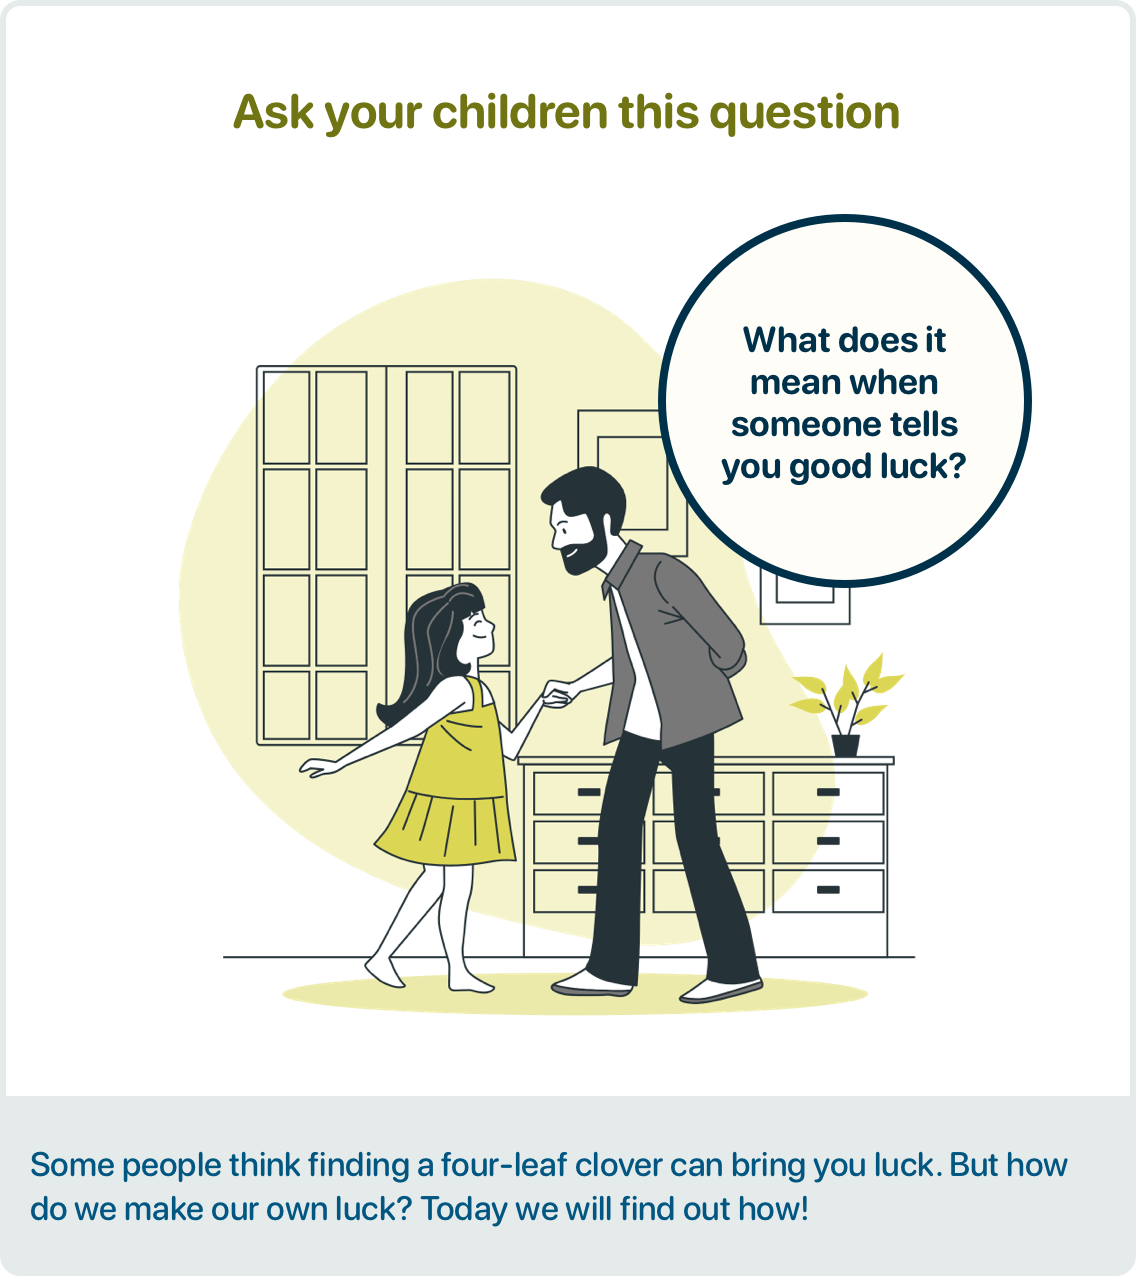 Ask your children this question
What does it
mean when
someone tells
you good luck?
Some people think finding a four-leaf clover can bring you luck. But how
do we make our own luck? Today we will find out how!